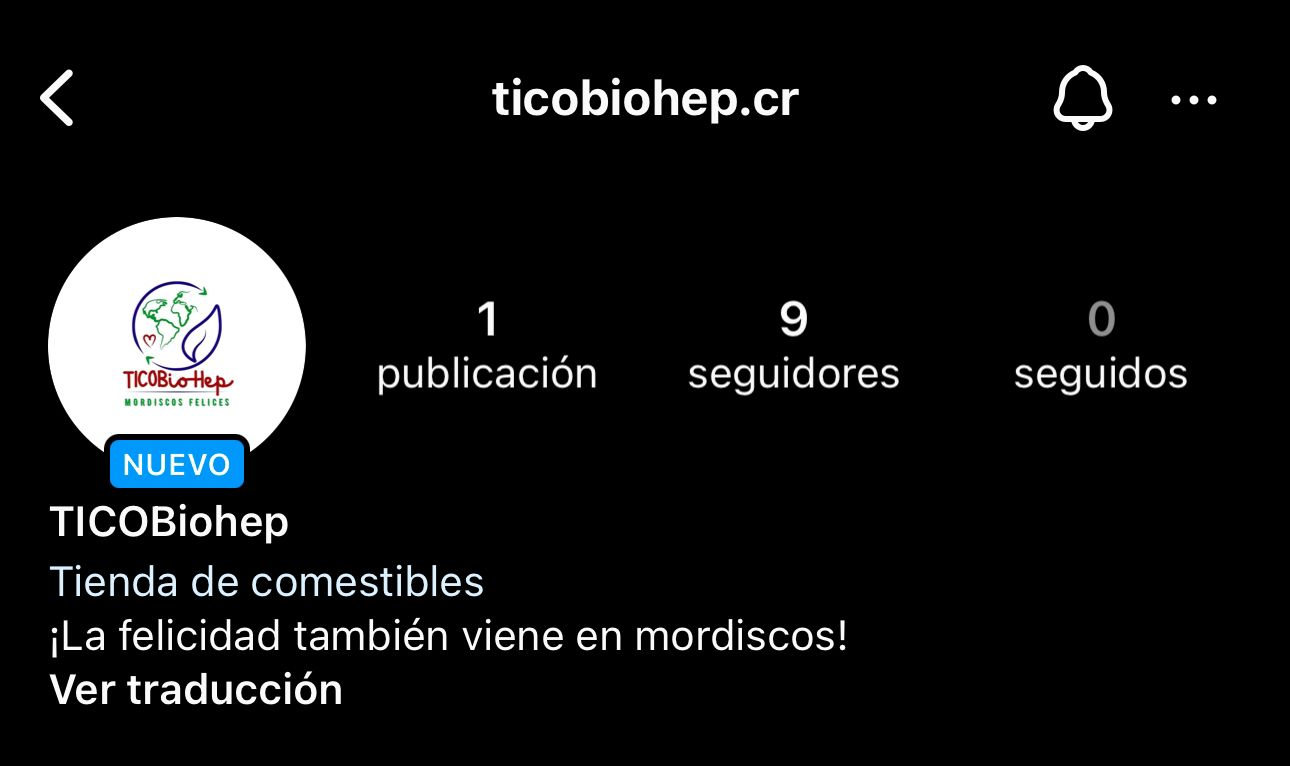 ticobiohep.cr
TICOBioHep
MORDISCOS FELICES
NUEVO
1
publicación
9
seguidores
0
seguidos
TICOBiohep
Tienda de comestibles
¡La felicidad también viene en mordiscos!
Ver traducción